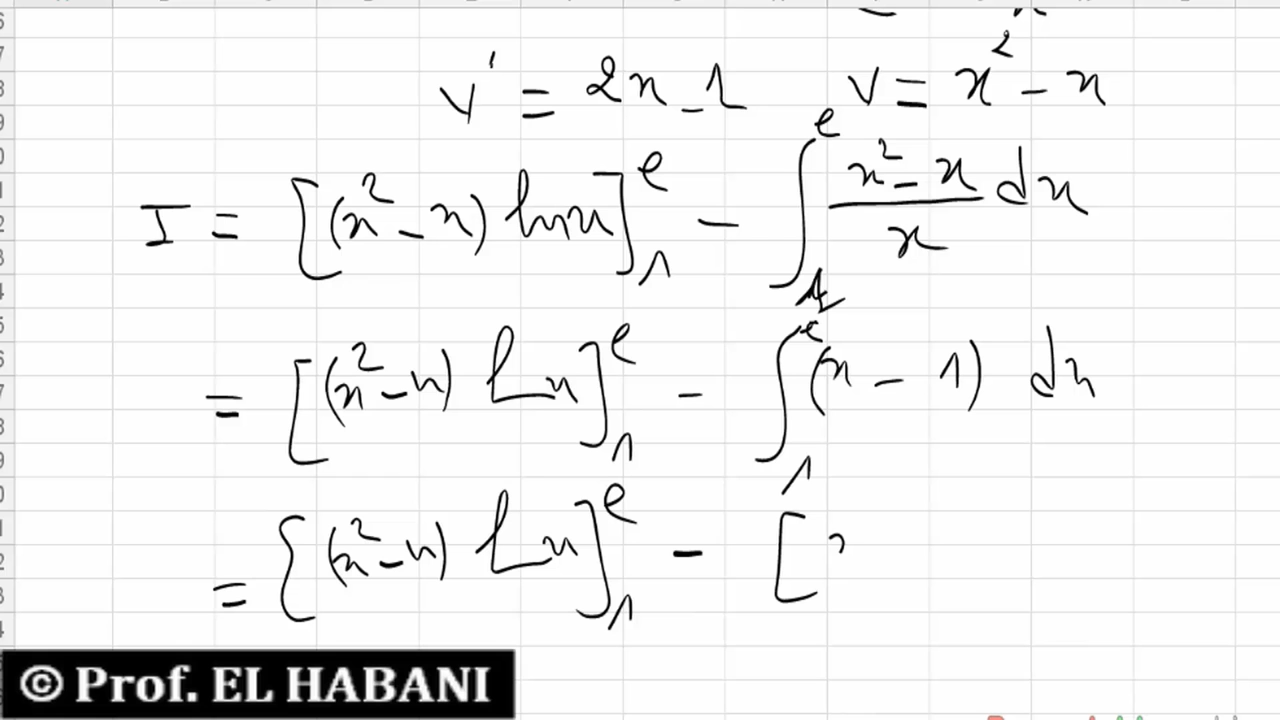 v' = 2x - 1 v = x² - x
I = [(x² - x) ln x]₁ᵉ - ∫₁ᵉ (x² - x)/x dx
= [(x² - x) ln x]₁ᵉ - ∫₁ᵉ (x - 1) dx
= [(x² - x) ln x]₁ᵉ - [
© Prof. EL HABANI